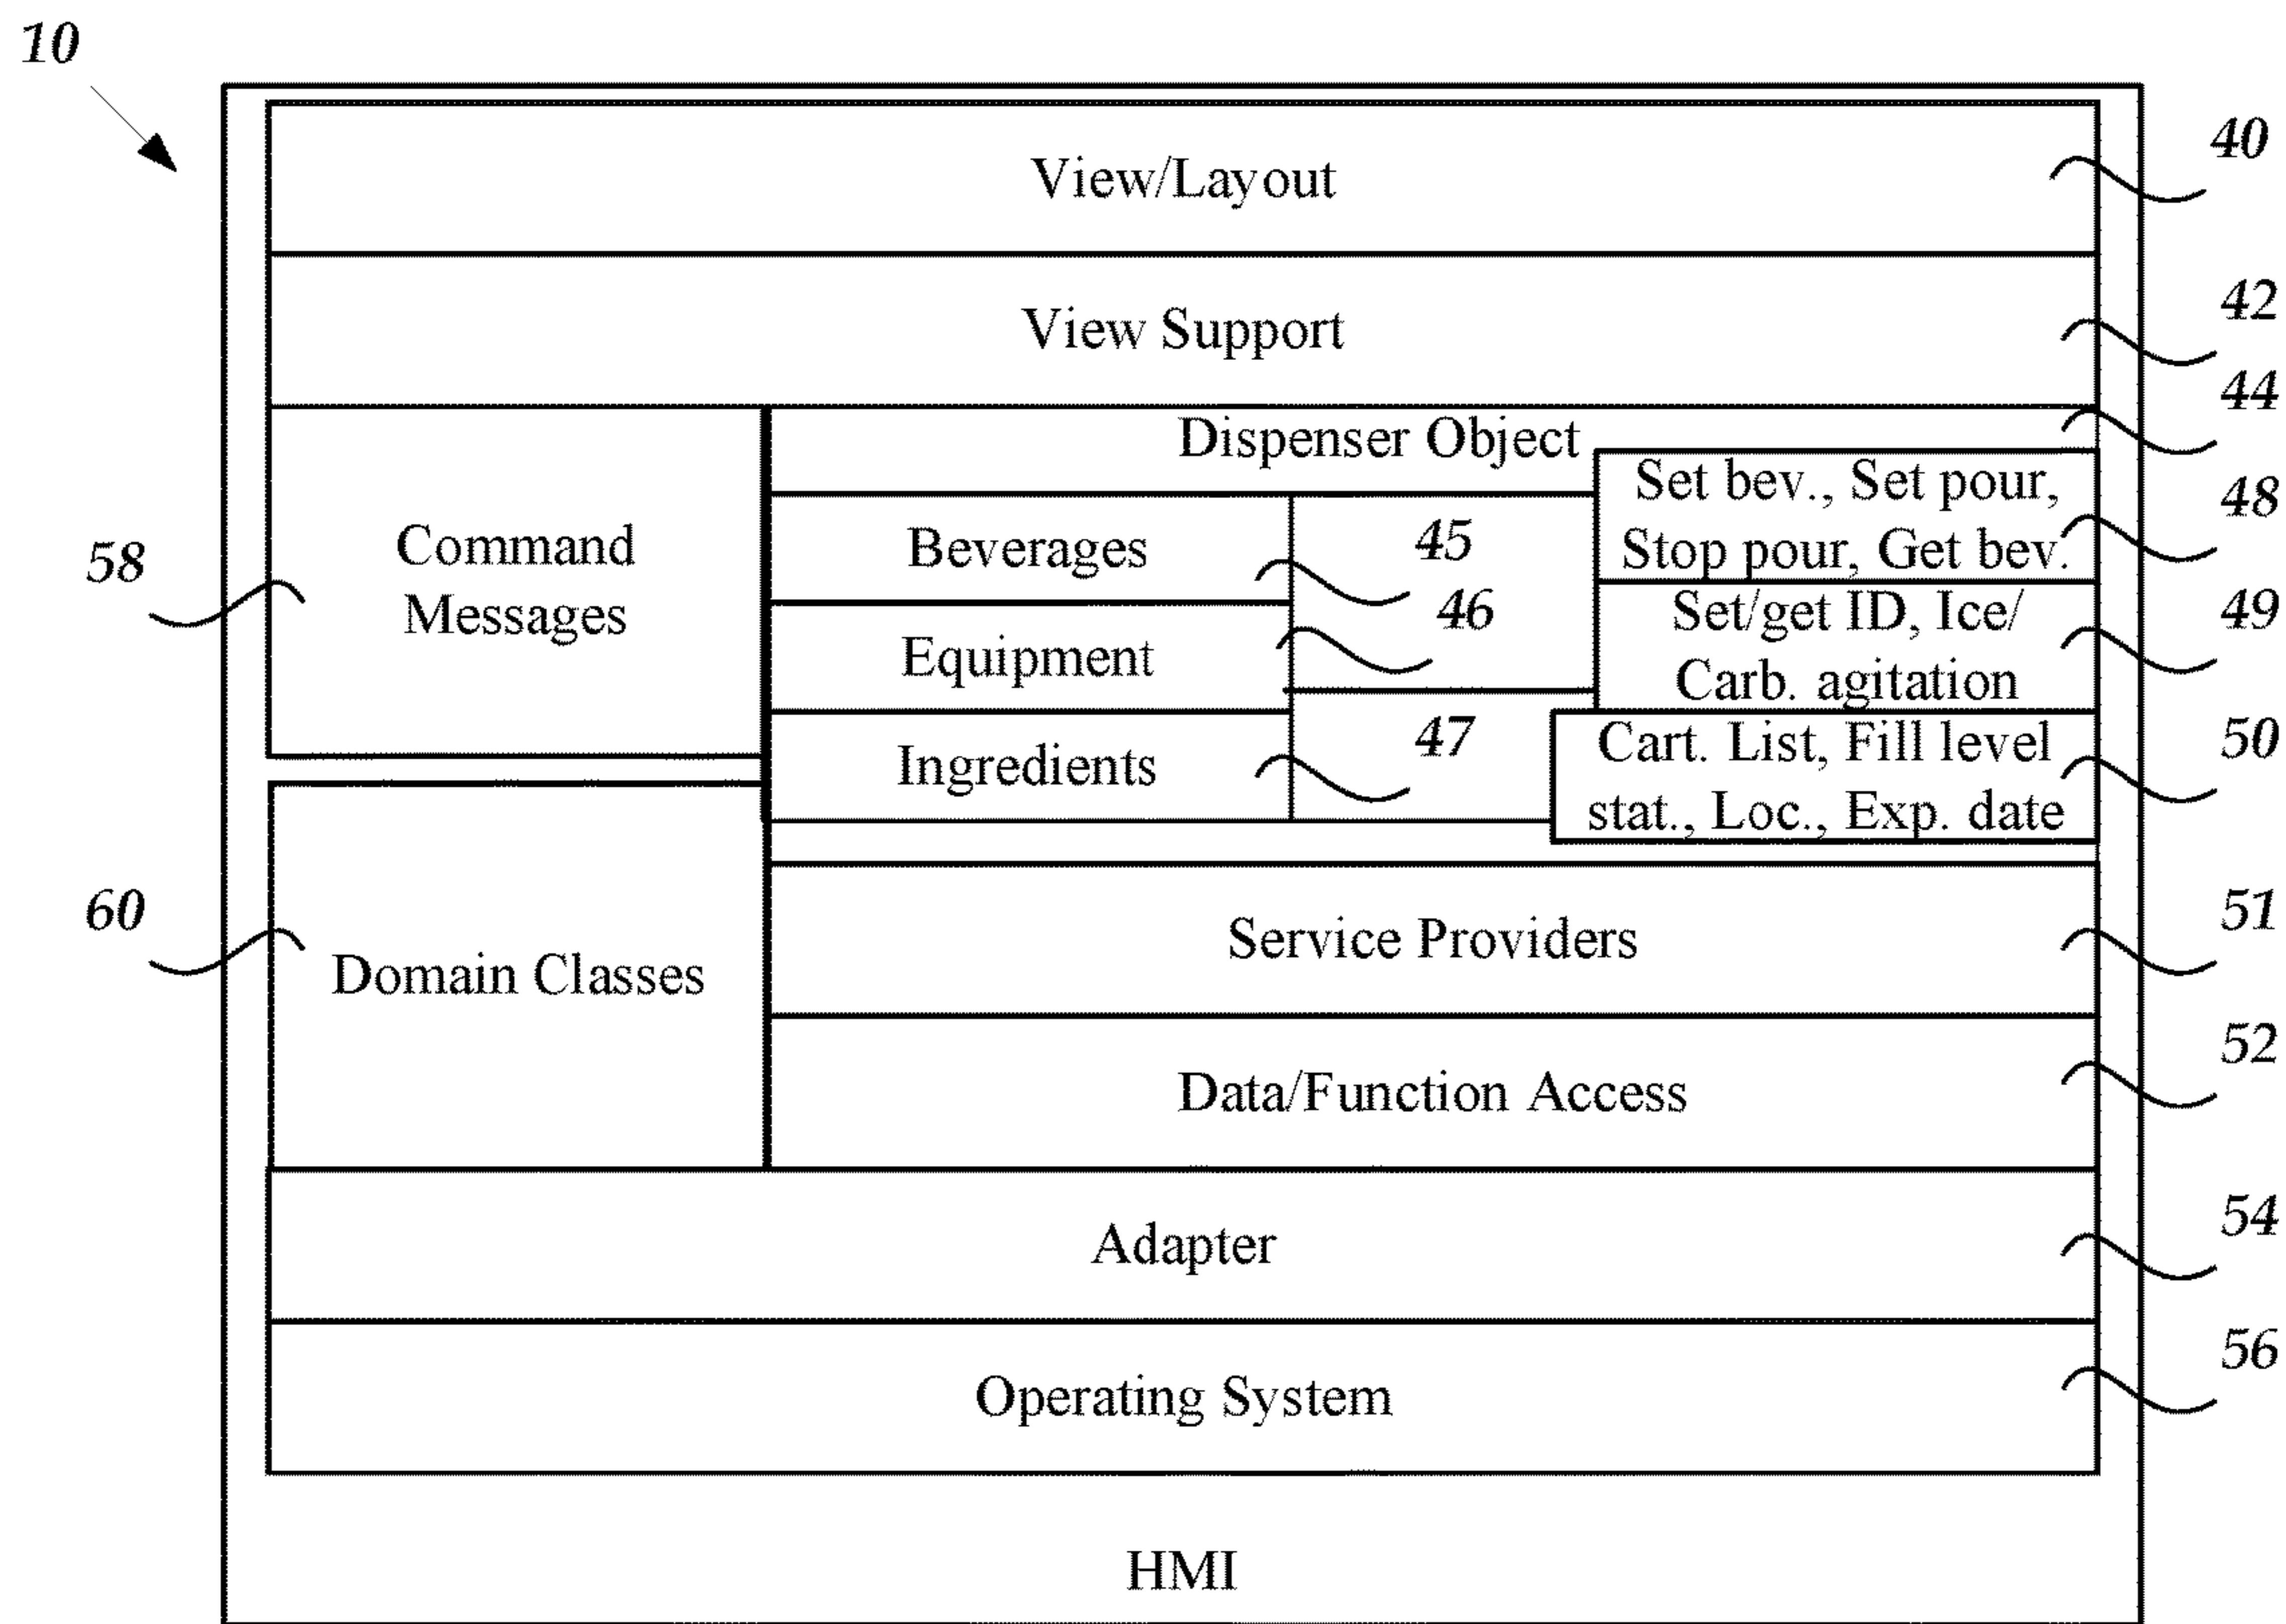 10
View/Layout
40
View Support
42
44
Dispenser Object
Set bev., Set pour,
Stop pour, Get bev.
48
Command
Messages
58
Beverages
45
Equipment
46
Set/get ID, Ice/
Carb. agitation
49
Ingredients
47
Cart. List, Fill level
stat., Loc., Exp. date
50
60
Domain Classes
Service Providers
51
Data/Function Access
52
Adapter
54
Operating System
56
HMI